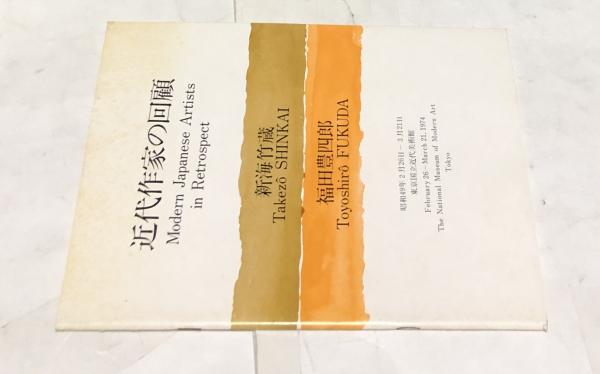 近代作家の回顧
Modern Japanese Artists
in Retrospect
新海竹蔵
Takezō SHINKAI
福田豊四郎
Toyoshirō FUKUDA
昭和49年2月26日－3月21日
東京国立近代美術館
February 26－March 21, 1974
The National Museum of Modern Art
Tokyo